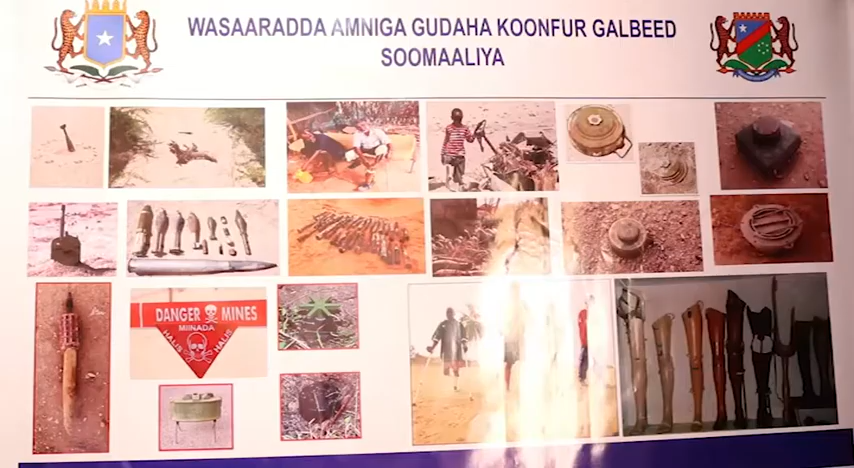 WASAARADDA AMNIGA GUDAHA KOONFUR GALBEED
SOOMAALIYA
DANGER MINES
MIINADA
HALIS HALIS